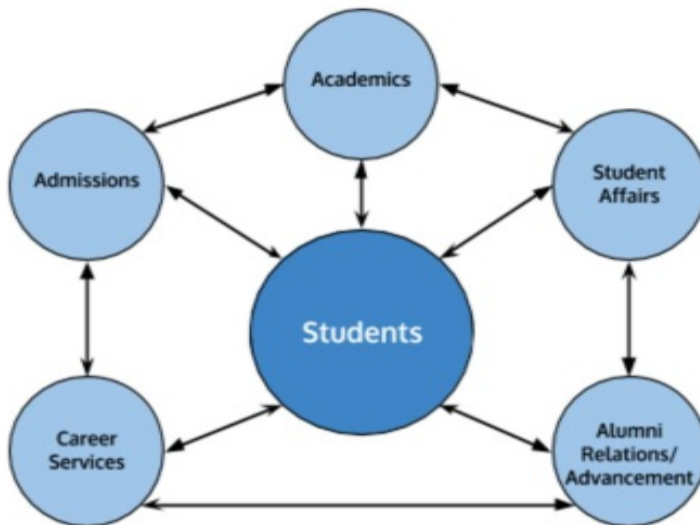 Academics
Admissions
Student
Affairs
Students
Career
Services
Alumni
Relations/
Advancement